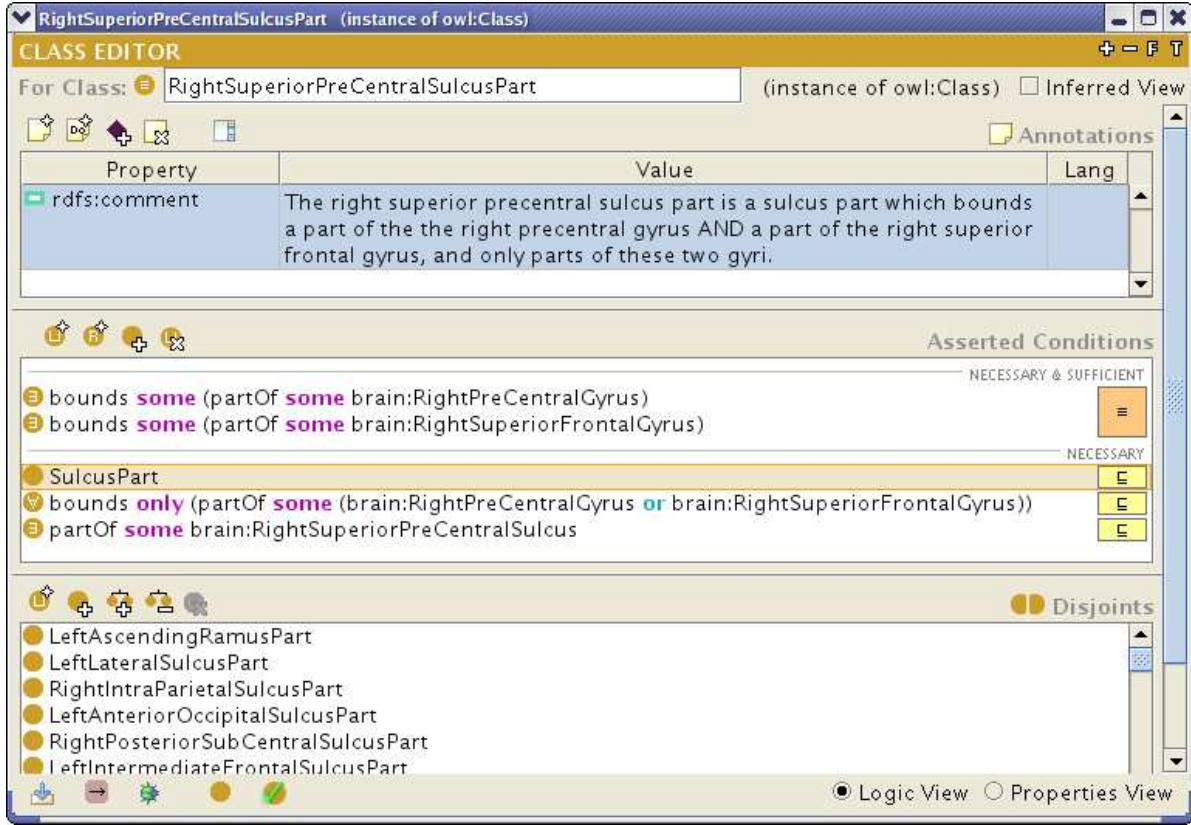 RightSuperiorPreCentralSulcusPart (instance of owl:Class)
CLASS EDITOR
+ − F T
For Class: RightSuperiorPreCentralSulcusPart (instance of owl:Class) Inferred View
Annotations
Property Value Lang
rdfs:comment The right superior precentral sulcus part is a sulcus part which bounds
a part of the the right precentral gyrus AND a part of the right superior
frontal gyrus, and only parts of these two gyri.
Asserted Conditions
NECESSARY & SUFFICIENT
bounds some (partOf some brain:RightPreCentralGyrus)
bounds some (partOf some brain:RightSuperiorFrontalGyrus)
≡
NECESSARY
SulcusPart ⊑
bounds only (partOf some (brain:RightPreCentralGyrus or brain:RightSuperiorFrontalGyrus)) ⊑
partOf some brain:RightSuperiorPreCentralSulcus ⊑
Disjoints
LeftAscendingRamusPart
LeftLateralSulcusPart
RightIntraParietalSulcusPart
LeftAnteriorOccipitalSulcusPart
RightPosteriorSubCentralSulcusPart
LeftIntermediateFrontalSulcusPart
Logic View Properties View